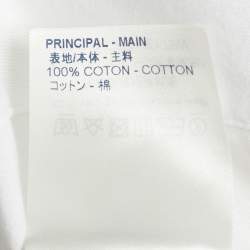 PRINCIPAL - MAIN
表地/本体 - 主料
100% COTON - COTTON
コットン - 棉